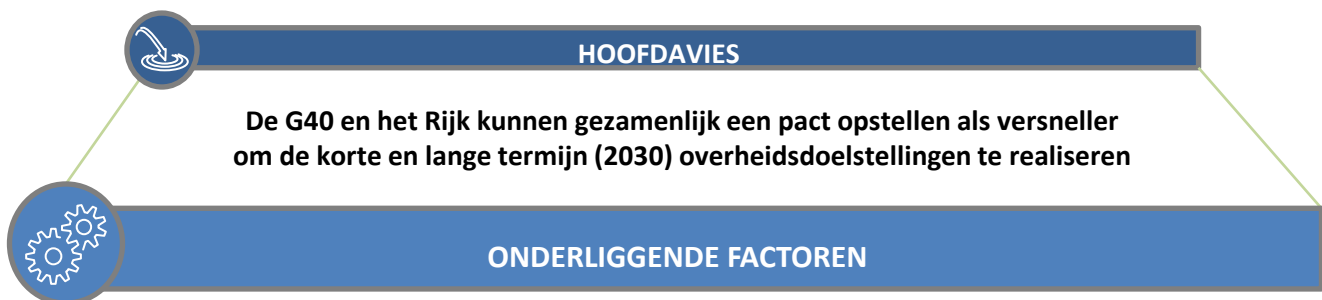 HOOFDAVIES
De G40 en het Rijk kunnen gezamenlijk een pact opstellen als versneller
om de korte en lange termijn (2030) overheidsdoelstellingen te realiseren
ONDERLIGGENDE FACTOREN